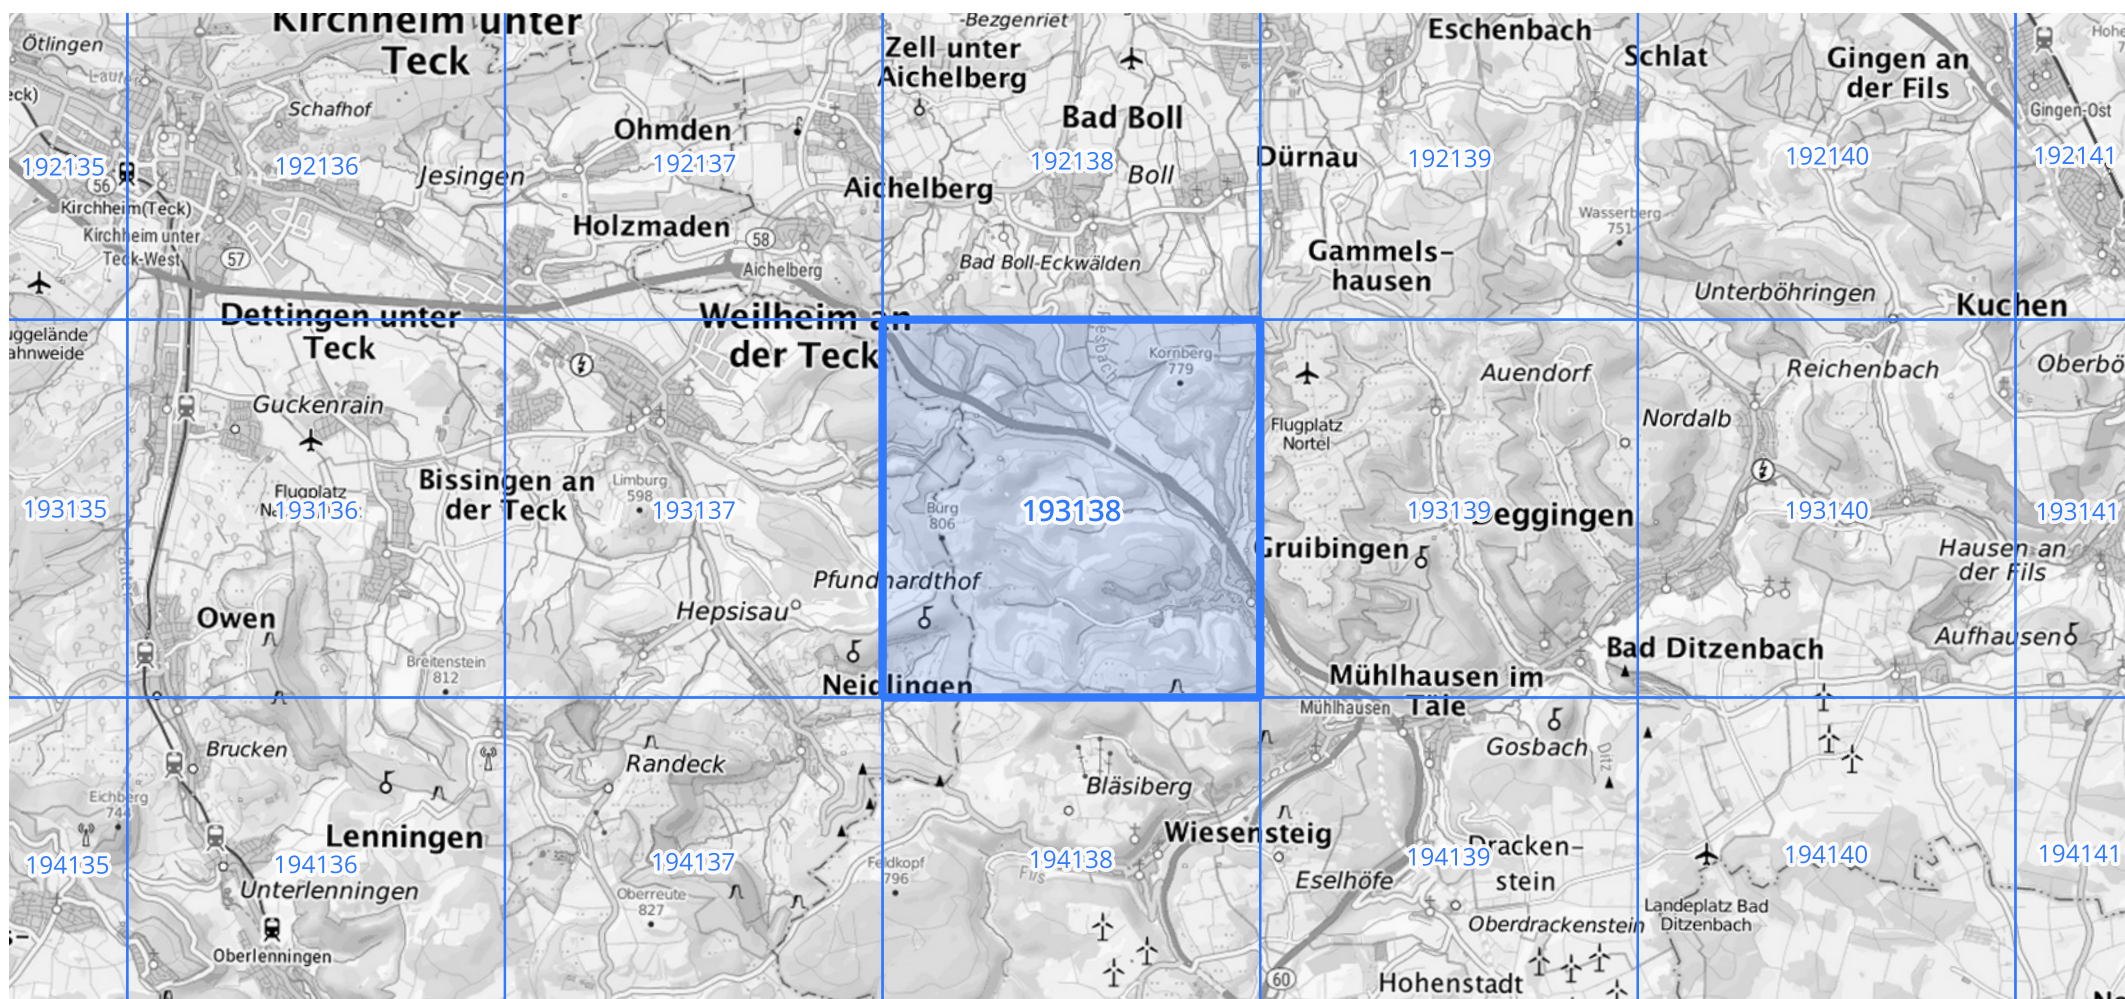 Kirchheim unter
Teck
Ötlingen
Schafhof
Ohmden
Jesingen
Holzmaden
192135
192136
192137
56
Kirchheim(Teck)
Kirchheim unter
Teck-West
57
58
Aichelberg
-Bezgenriet
Zell unter
Aichelberg
Bad Boll
Boll
Aichelberg
192138
Bad Boll-Eckwälden
Eschenbach
Schlat
Dürnau
192139
Wasserberg
751
Gammels-
hausen
Gingen an
der Fils
Gingen-Ost
192140
192141
Unterböhringen
Kuchen
Dettingen unter
Teck
Weilheim an
der Teck
Guckenrain
Flugplatz
193135
193136
Bissingen an
der Teck
Limburg
598
193137
Owen
Hepsisau
Breitenstein
812
Kornberg
779
Burg
806
193138
Pfundhardthof
Neidlingen
Flugplatz
Nortel
Auendorf
193139
Deggingen
Gruibingen
Reichenbach
Nordalb
193140
193141
Hausen an
der Fils
Aufhausen
Bad Ditzenbach
Mühlhausen im
Täle
Mühlhausen
Brucken
Eichberg
744
Lenningen
194135
194136
Unterlenningen
Oberlenningen
Randeck
194137
Oberreute
827
Bläsiberg
Wiesensteig
Feldkopf
796
194138
Fils
Gosbach
Ditz
194139
Dracken-
stein
Eselhöfe
Oberdrackenstein
60
Hohenstadt
194140
194141
Landeplatz Bad
Ditzenbach